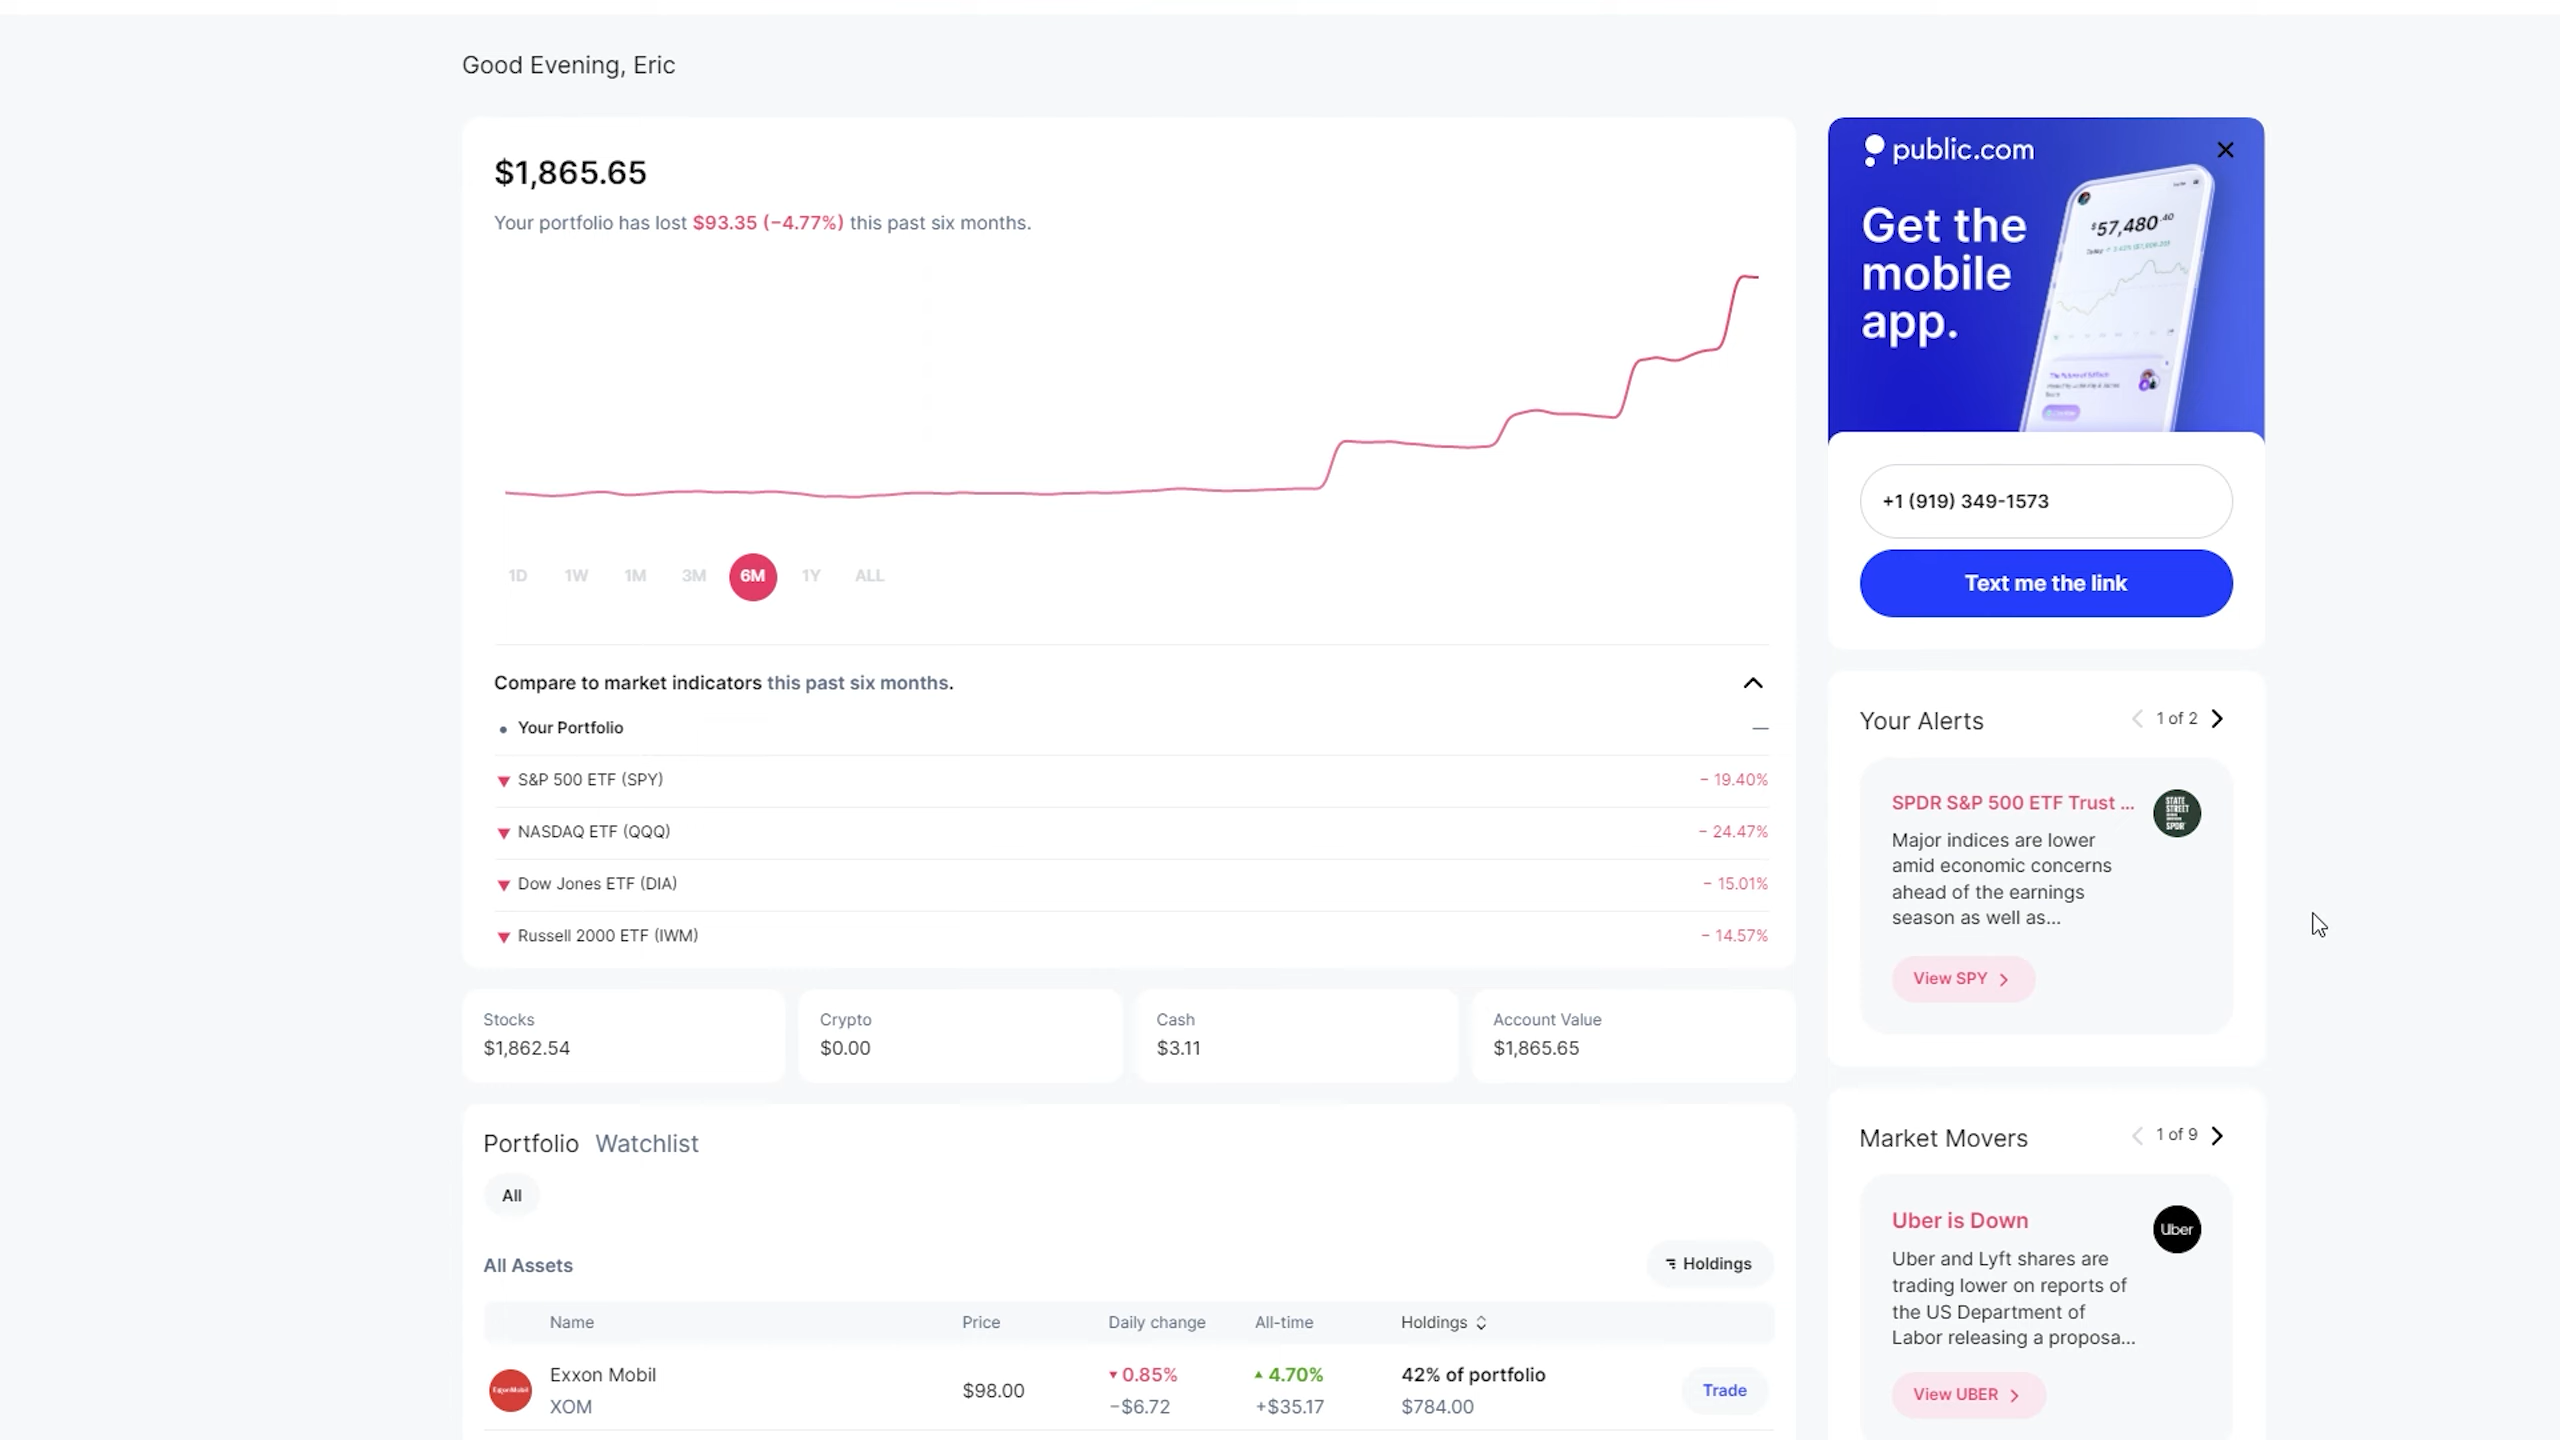 Good Evening, Eric
$1,865.65
Your portfolio has lost $93.35 (−4.77%) this past six months.
1D 1W 1M 3M 6M 1Y ALL
Compare to market indicators this past six months.
Your Portfolio —
S&P 500 ETF (SPY) − 19.40%
NASDAQ ETF (QQQ) − 24.47%
Dow Jones ETF (DIA) − 15.01%
Russell 2000 ETF (IWM) − 14.57%
Stocks
$1,862.54
Crypto
$0.00
Cash
$3.11
Account Value
$1,865.65
Portfolio Watchlist
All
All Assets
Holdings
Name Price Daily change All-time Holdings
Exxon Mobil
XOM
$98.00
0.85%
−$6.72
4.70%
+$35.17
42% of portfolio
$784.00
Trade
public.com
Get the
mobile
app.
$57,480.40
+1 (919) 349-1573
Text me the link
Your Alerts
1 of 2
SPDR S&P 500 ETF Trust ...
STATE
STREET
SPDR
Major indices are lower
amid economic concerns
ahead of the earnings
season as well as...
View SPY
Market Movers
1 of 9
Uber is Down
Uber
Uber and Lyft shares are
trading lower on reports of
the US Department of
Labor releasing a proposa...
View UBER